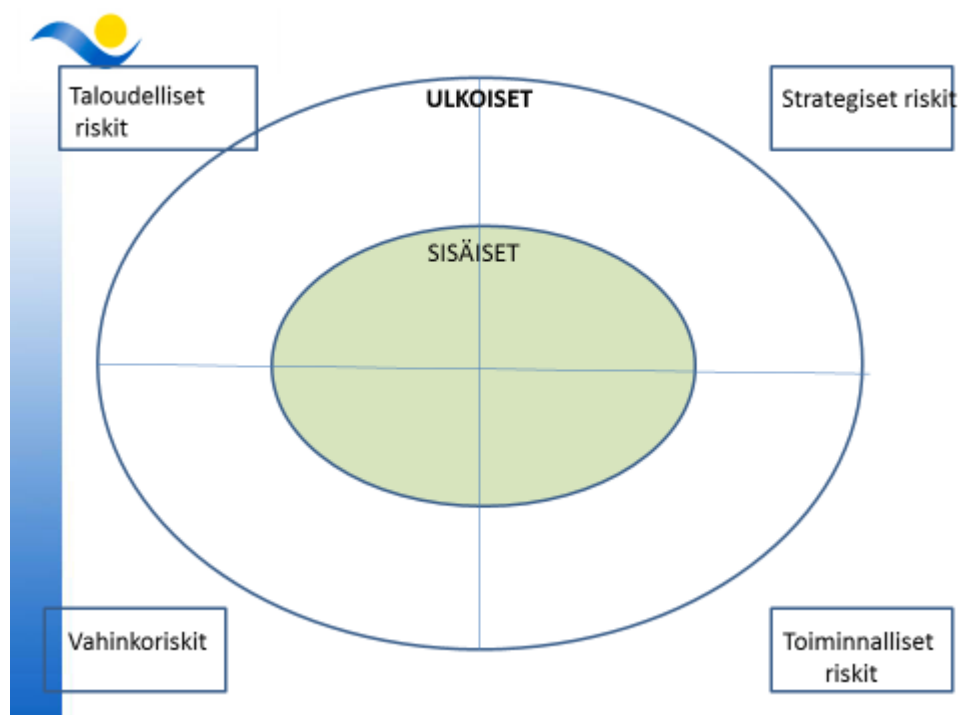 Taloudelliset
riskit
ULKOISET
Strategiset riskit
SISÄISET
Vahinkoriskit
Toiminnalliset
riskit